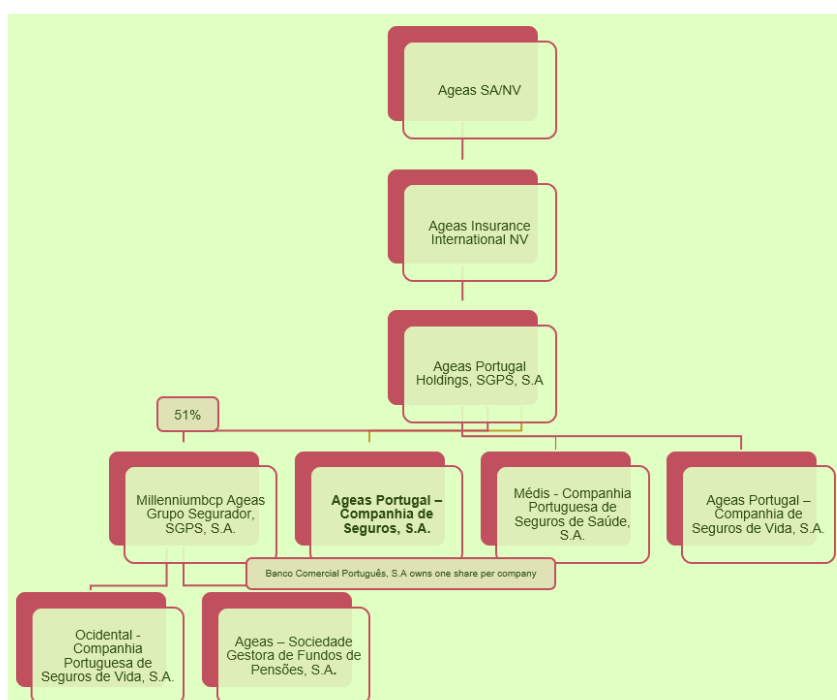 Ageas SA/NV
Ageas Insurance
International NV
Ageas Portugal
Holdings, SGPS, S.A
51%
Millenniumbcp Ageas
Grupo Segurador,
SGPS, S.A.
Ageas Portugal –
Companhia de
Seguros, S.A.
Médis - Companhia
Portuguesa de
Seguros de Saúde,
S.A.
Ageas Portugal –
Companhia de
Seguros de Vida, S.A.
Banco Comercial Português, S.A owns one share per company
Ocidental -
Companhia
Portuguesa de
Seguros de Vida, S.A.
Ageas – Sociedade
Gestora de Fundos de
Pensões, S.A.